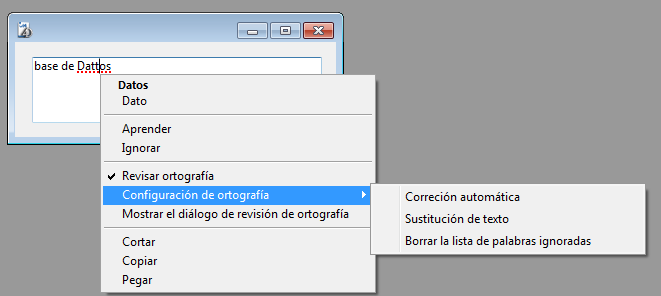 base de Dattos
Datos
Dato
Aprender
Ignorar
Revisar ortografía
Configuración de ortografía
Correción automática
Mostrar el diálogo de revisión de ortografía
Sustitución de texto
Borrar la lista de palabras ignoradas
Cortar
Copiar
Pegar